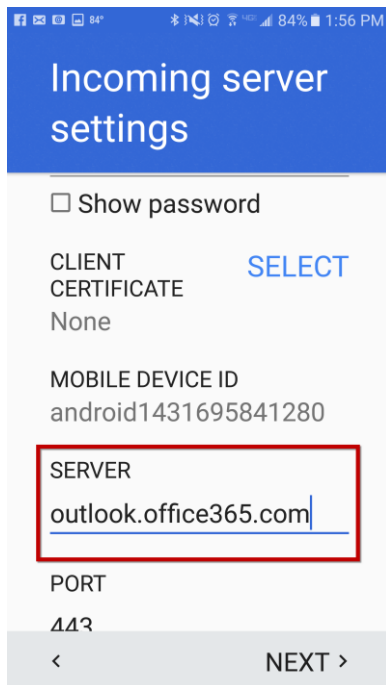 84° 84% 1:56 PM
Incoming server
settings
Show password
CLIENT
CERTIFICATE
SELECT
None
MOBILE DEVICE ID
android1431695841280
SERVER
outlook.office365.com
PORT
443
< NEXT >